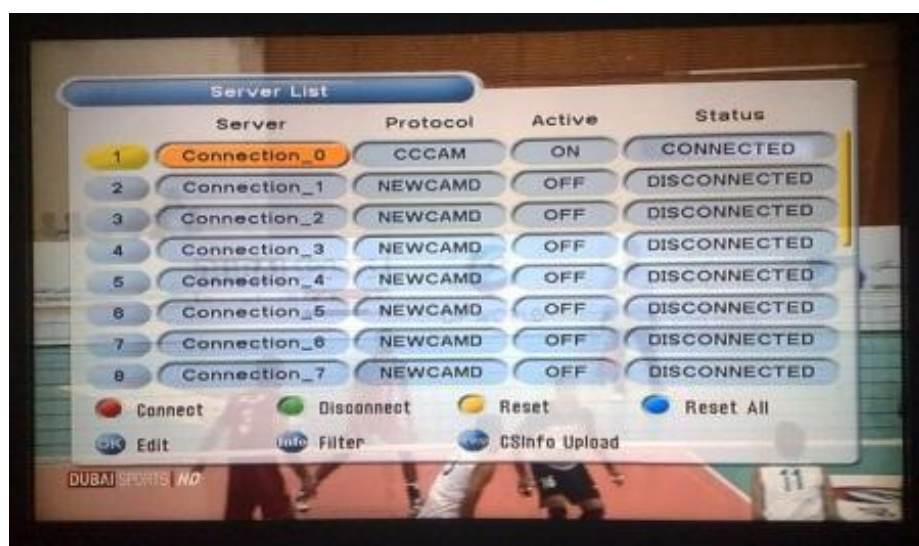 Server List
Server Protocol Active Status
1 Connection_0 CCCAM ON CONNECTED
2 Connection_1 NEWCAMD OFF DISCONNECTED
3 Connection_2 NEWCAMD OFF DISCONNECTED
4 Connection_3 NEWCAMD OFF DISCONNECTED
5 Connection_4 NEWCAMD OFF DISCONNECTED
6 Connection_5 NEWCAMD OFF DISCONNECTED
7 Connection_6 NEWCAMD OFF DISCONNECTED
8 Connection_7 NEWCAMD OFF DISCONNECTED
Connect Disconnect Reset Reset All
OK Edit Info Filter CSInfo Upload
DUBAI SPORTS HD
11